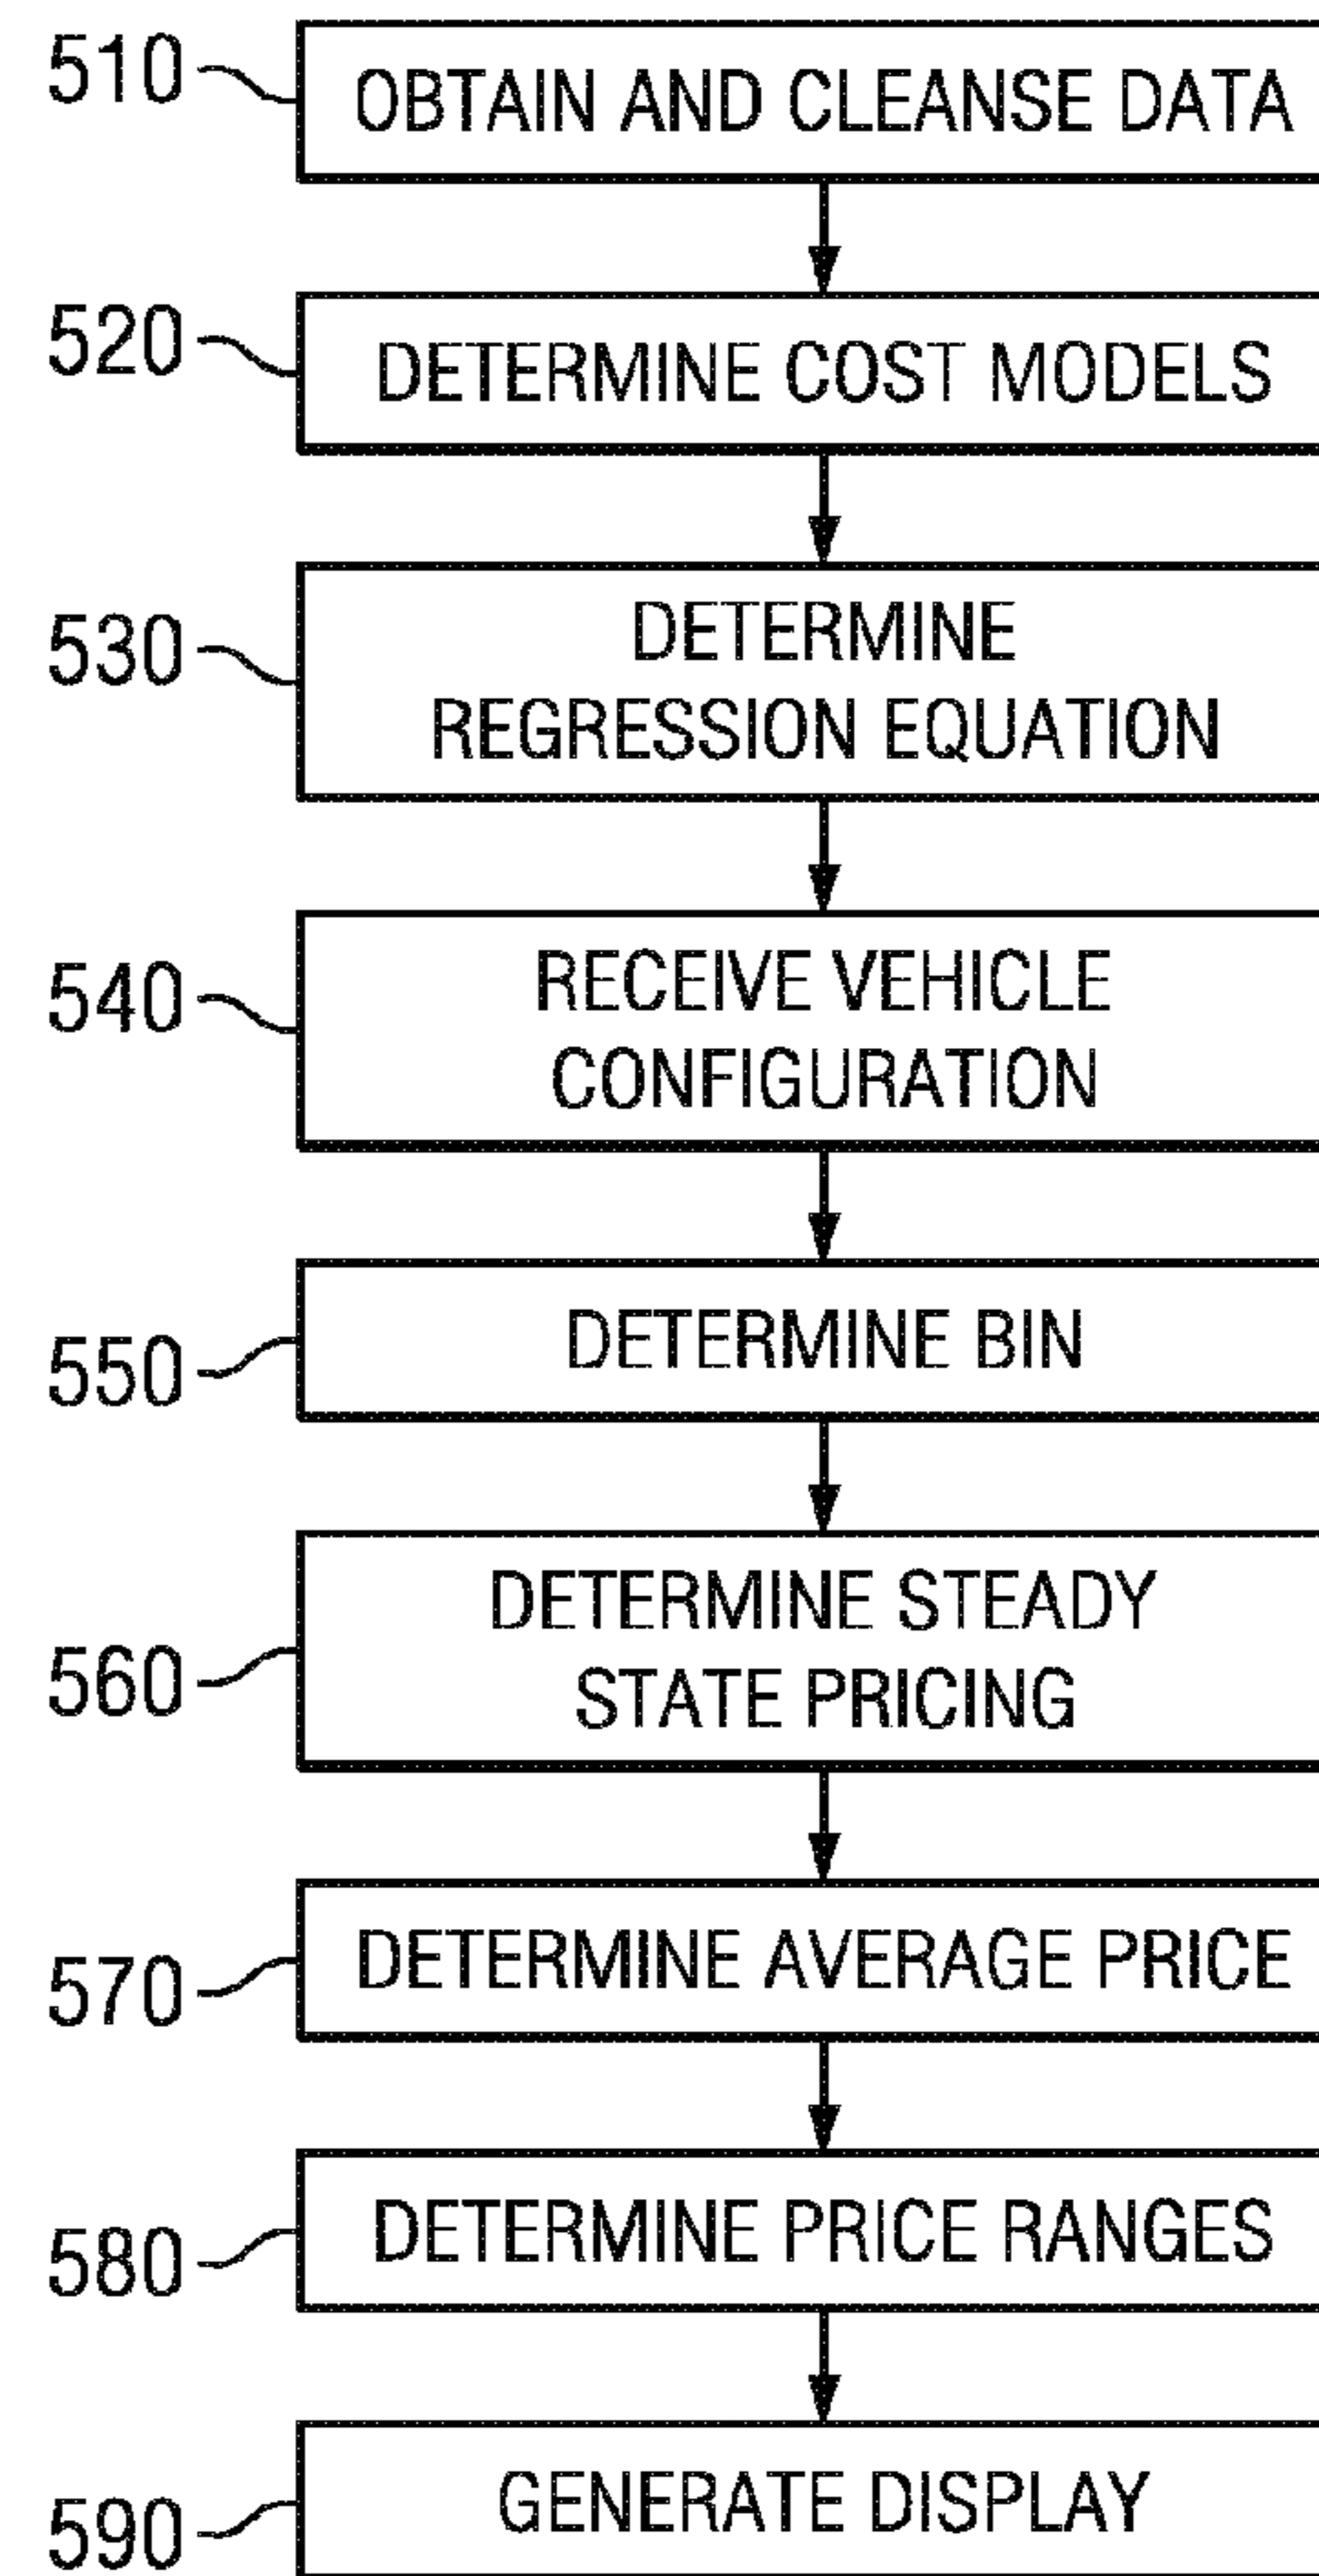 510
OBTAIN AND CLEANSE DATA
520
DETERMINE COST MODELS
530
DETERMINE
REGRESSION EQUATION
540
RECEIVE VEHICLE
CONFIGURATION
550
DETERMINE BIN
560
DETERMINE STEADY
STATE PRICING
570
DETERMINE AVERAGE PRICE
580
DETERMINE PRICE RANGES
590
GENERATE DISPLAY